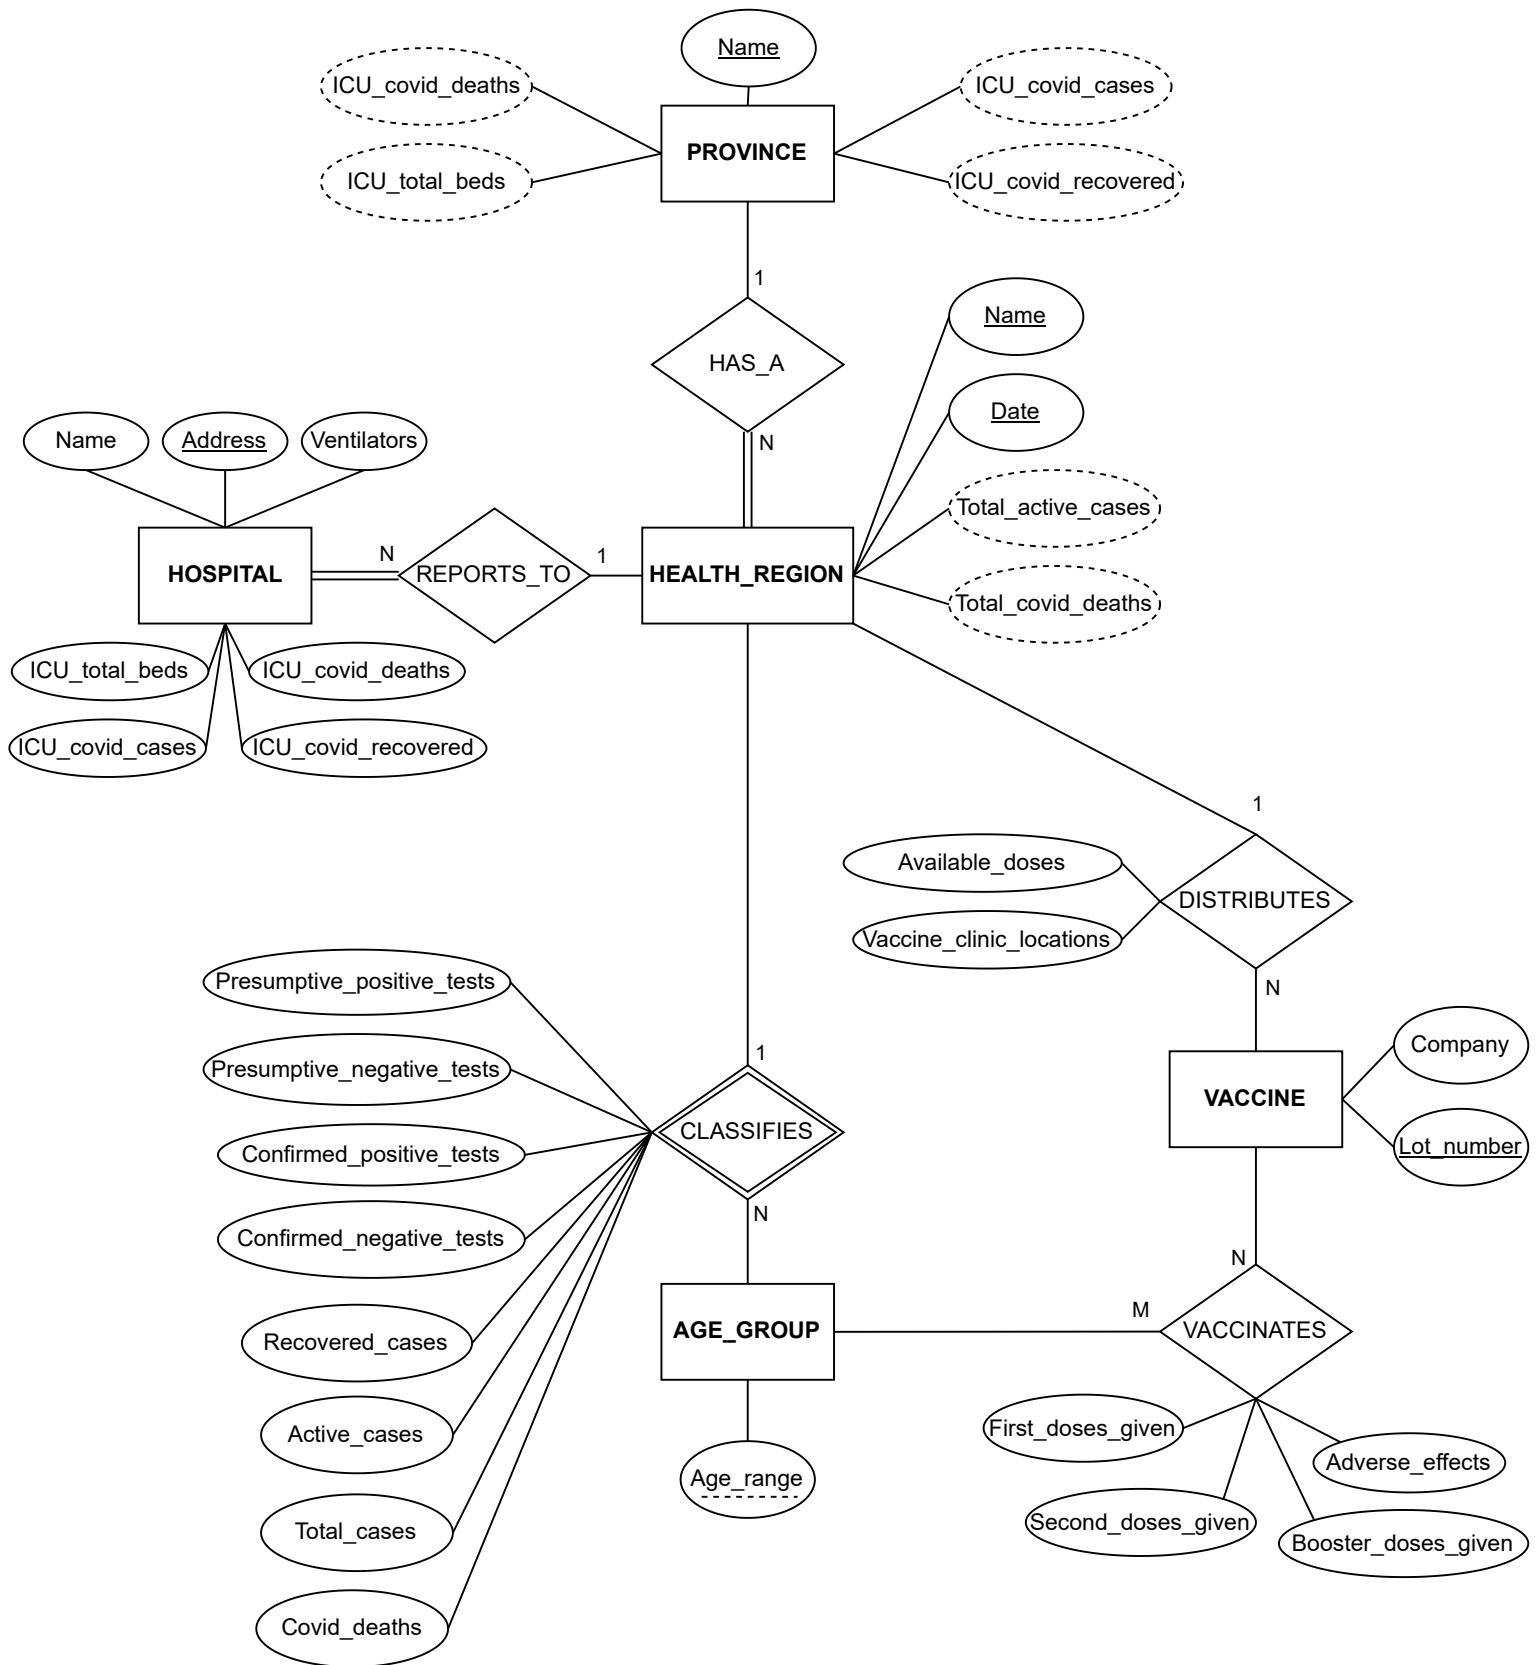 Name
ICU_covid_deaths
ICU_covid_cases
PROVINCE
ICU_total_beds
ICU_covid_recovered
1
Name
HAS_A
Date
N
Name
Address
Ventilators
Total_active_cases
N
1
HOSPITAL
REPORTS_TO
HEALTH_REGION
Total_covid_deaths
ICU_total_beds
ICU_covid_deaths
ICU_covid_cases
ICU_covid_recovered
1
Available_doses
DISTRIBUTES
Vaccine_clinic_locations
Presumptive_positive_tests
N
Company
1
Presumptive_negative_tests
VACCINE
CLASSIFIES
Lot_number
Confirmed_positive_tests
N
Confirmed_negative_tests
N
M
AGE_GROUP
VACCINATES
Recovered_cases
First_doses_given
Active_cases
Adverse_effects
Age_range
Second_doses_given
Total_cases
Booster_doses_given
Covid_deaths